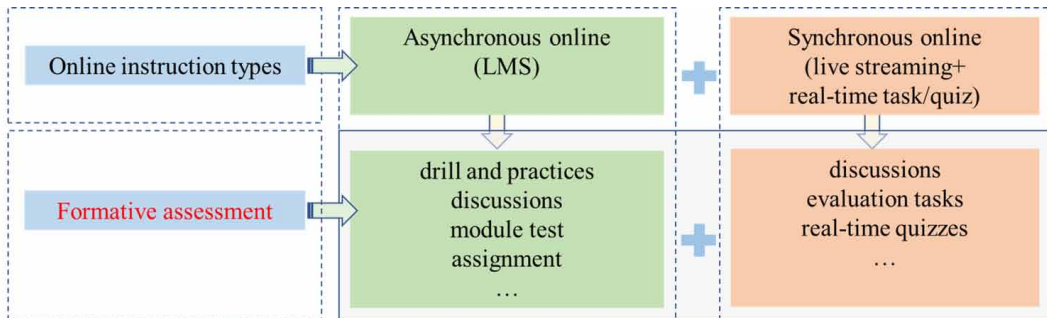 Online instruction types
Asynchronous online
(LMS)
Synchronous online
(live streaming+
real-time task/quiz)
Formative assessment
drill and practices
discussions
module test
assignment
…
discussions
evaluation tasks
real-time quizzes
…